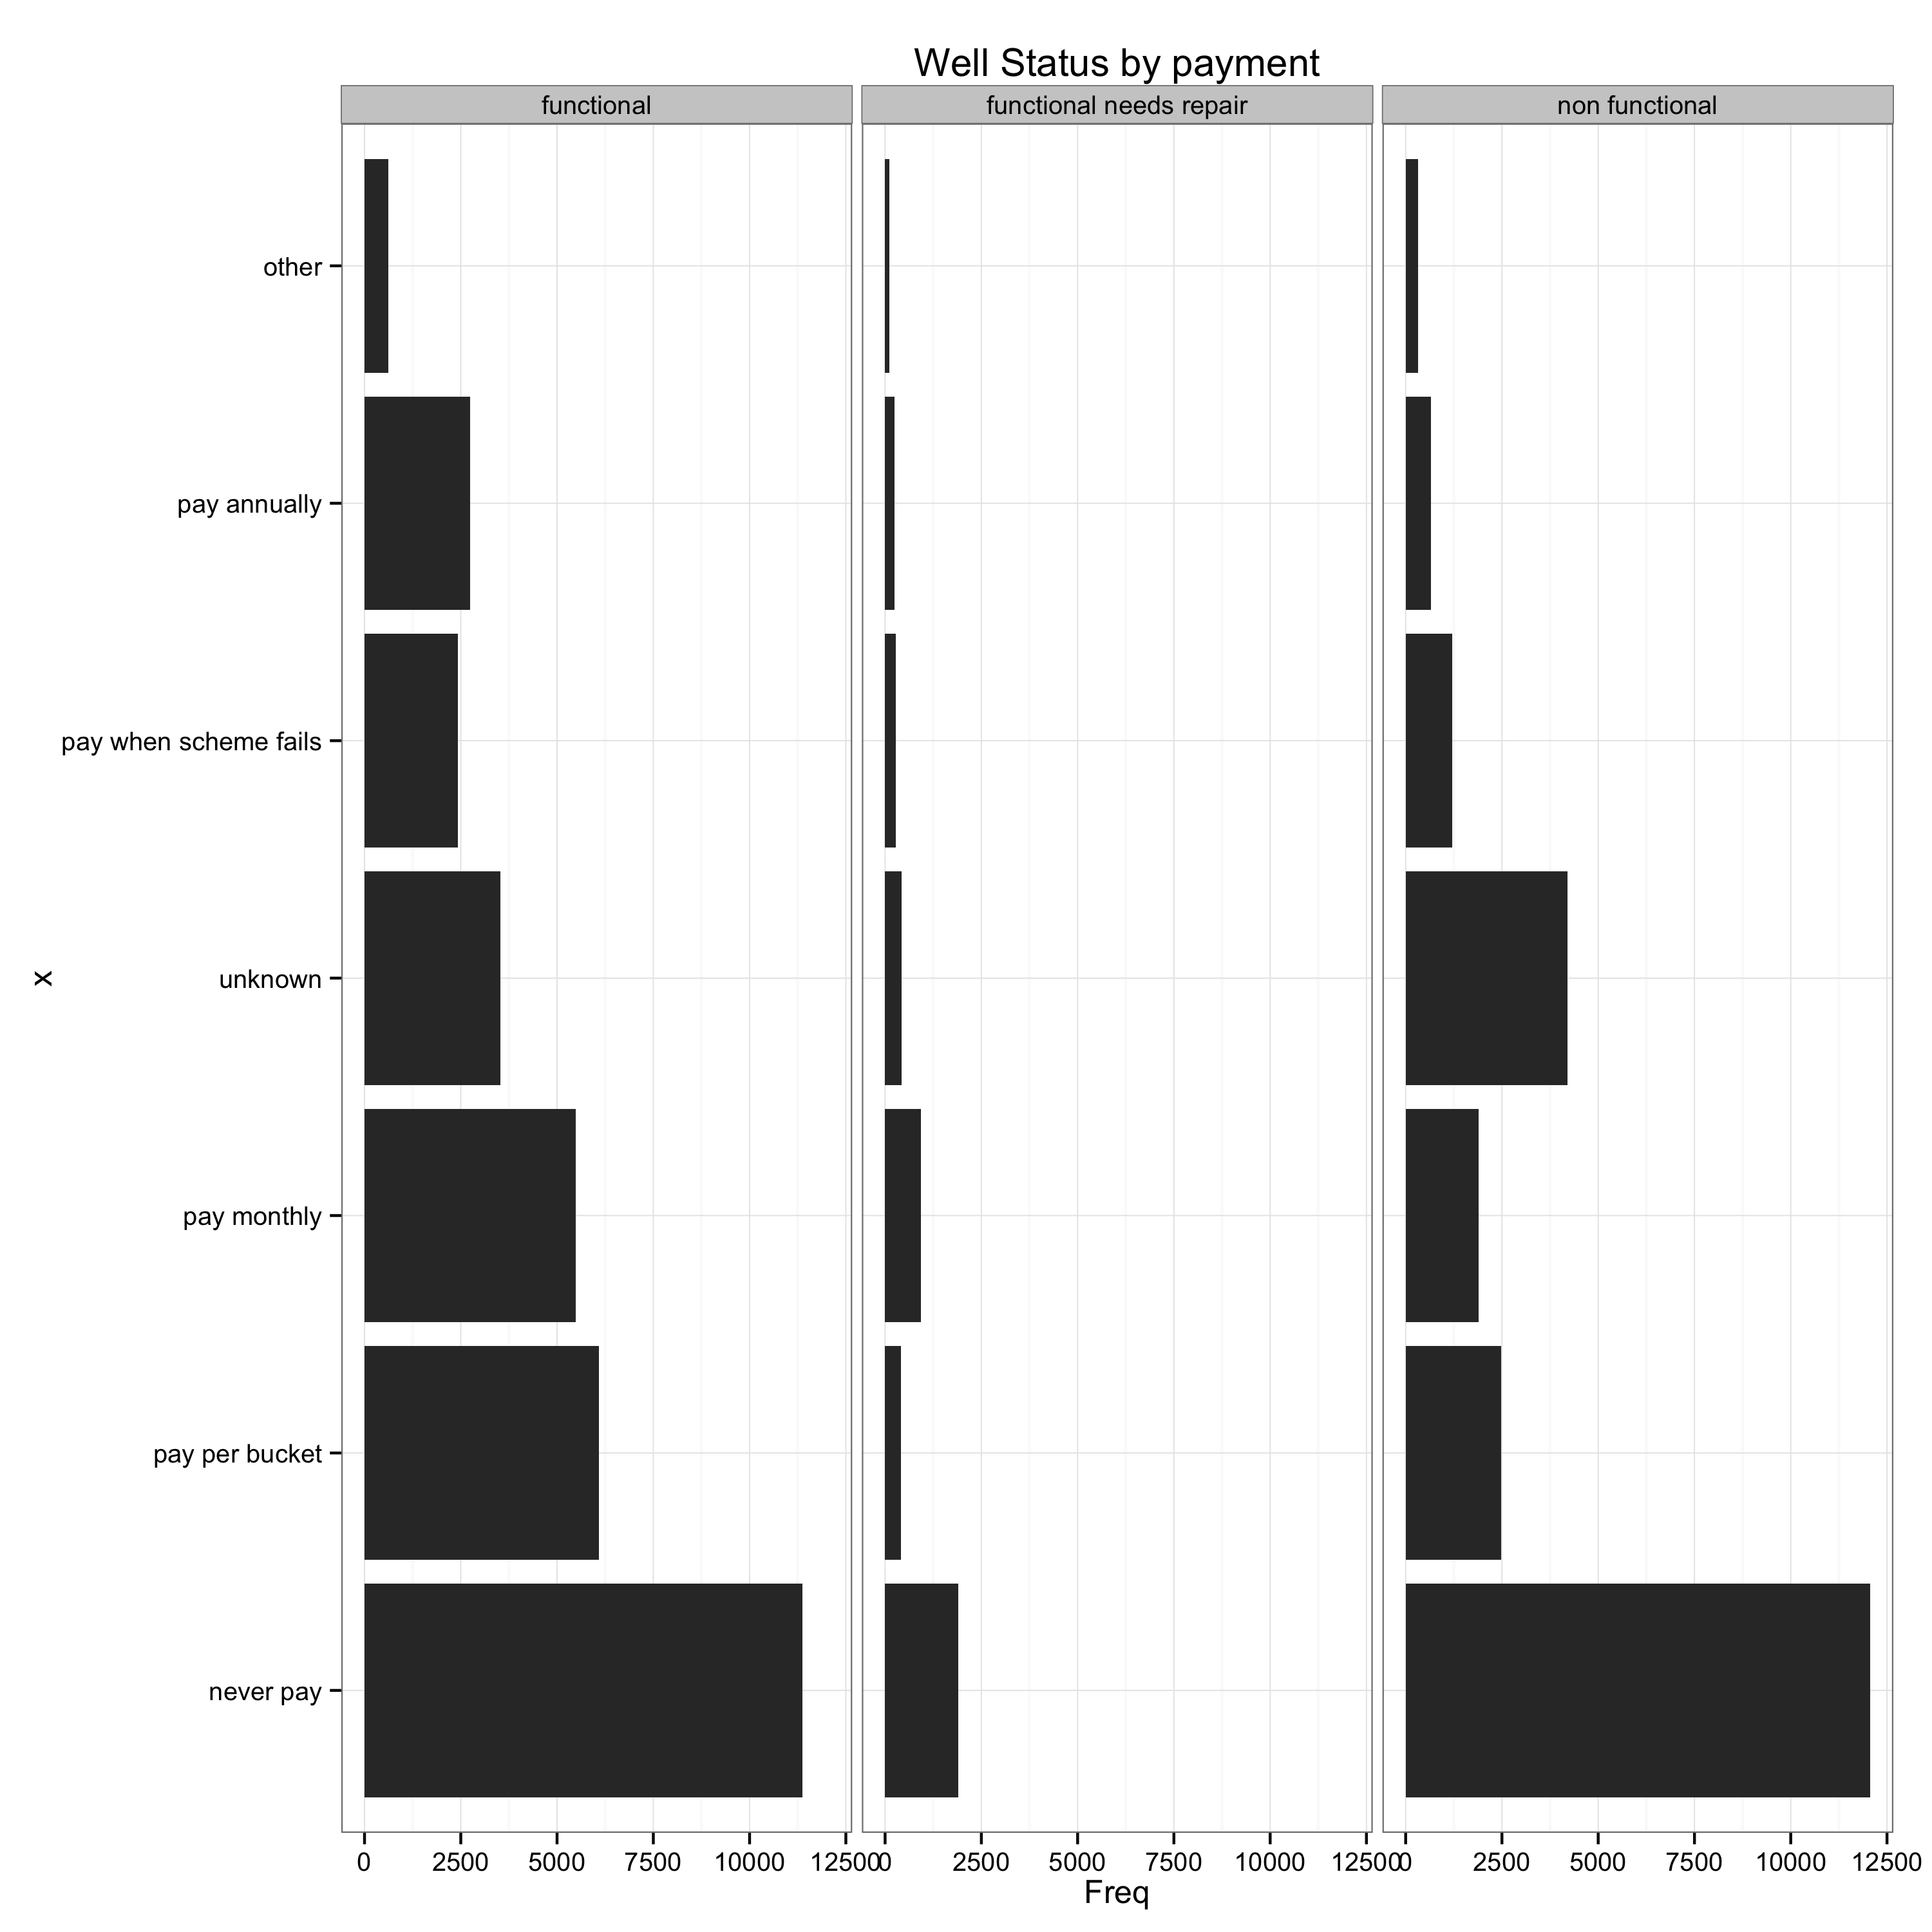 Well Status by payment
functional
functional needs repair
non functional
other
pay annually
pay when scheme fails
unknown
pay monthly
pay per bucket
never pay
x
0 2500 5000 7500 10000 12500
0 2500 5000 7500 10000 12500
0 2500 5000 7500 10000 12500
Freq